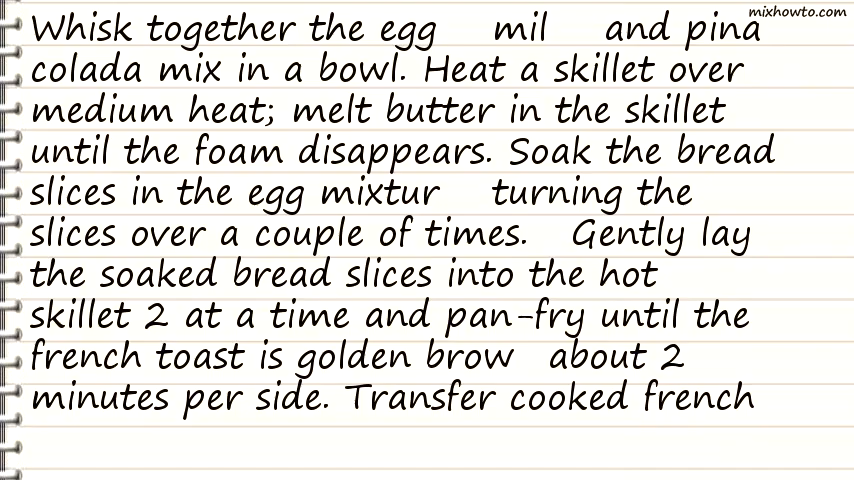 mixhowto.com
Whisk together the egg mil and pina
colada mix in a bowl. Heat a skillet over
medium heat; melt butter in the skillet
until the foam disappears. Soak the bread
slices in the egg mixtur turning the
slices over a couple of times. Gently lay
the soaked bread slices into the hot
skillet 2 at a time and pan-fry until the
french toast is golden brow about 2
minutes per side. Transfer cooked french